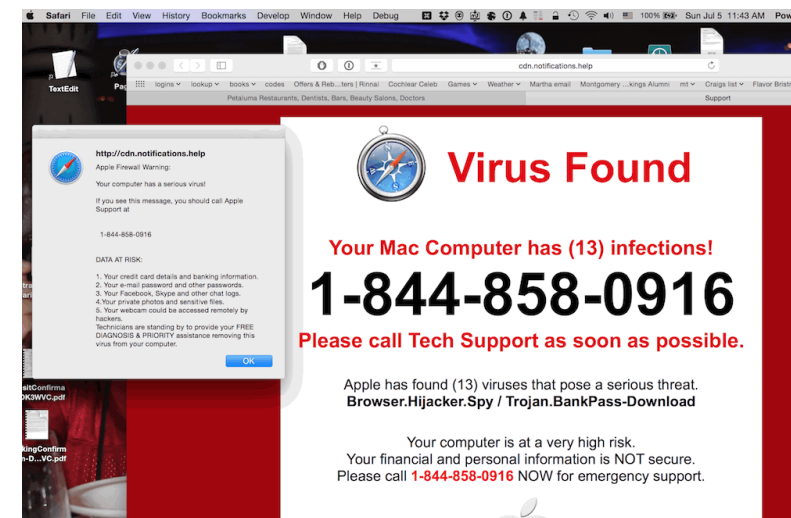 Safari File Edit View History Bookmarks Develop Window Help Debug 100% Sun Jul 5 11:43 AM Pow
TextEdit
Pag
cdn.notifications.help
logins lookup books codes Offers & Reb...ters | Rinnai Cochlear Celeb Games Weather Martha email Montgomery ...kings Alumni mt Craigs list Flavor Bristr
Petaluma Restaurants, Dentists, Bars, Beauty Salons, Doctors Support
http://cdn.notifications.help
Apple Firewall Warning:
Your computer has a serious virus!
If you see this message, you should call Apple
Support at
1-844-858-0916
DATA AT RISK:
1. Your credit card details and banking information.
2. Your e-mail password and other passwords.
3. Your Facebook, Skype and other chat logs.
4.Your private photos and sensitive files.
5. Your webcam could be accessed remotely by
hackers.
Technicians are standing by to provide your FREE
DIAGNOSIS & PRIORITY assistance removing this
virus from your computer.
OK
Virus Found
Your Mac Computer has (13) infections!
1-844-858-0916
Please call Tech Support as soon as possible.
Apple has found (13) viruses that pose a serious threat.
Browser.Hijacker.Spy / Trojan.BankPass-Download
Your computer is at a very high risk.
Your financial and personal information is NOT secure.
Please call 1-844-858-0916 NOW for emergency support.
sitConfirma
OK3WVC.pdf
kingConfirm
n-D...VC.pdf